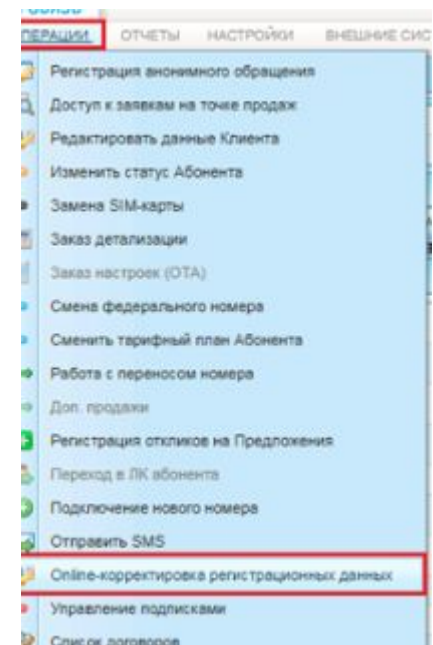 ОПЕРАЦИИ ОТЧЕТЫ НАСТРОЙКИ ВНЕШНИЕ СИС
Регистрация анонимного обращения
Доступ к заявкам на точке продаж
Редактировать данные Клиента
Изменить статус Абонента
Замена SIM-карты
Заказ детализации
Заказ настроек (OTA)
Смена федерального номера
Сменить тарифный план Абонента
Работа с переносом номера
Доп. продажи
Регистрация откликов на Предложения
Переход в ЛК абонента
Подключение нового номера
Отправить SMS
Online-корректировка регистрационных данных
Управление подписками
Список договоров